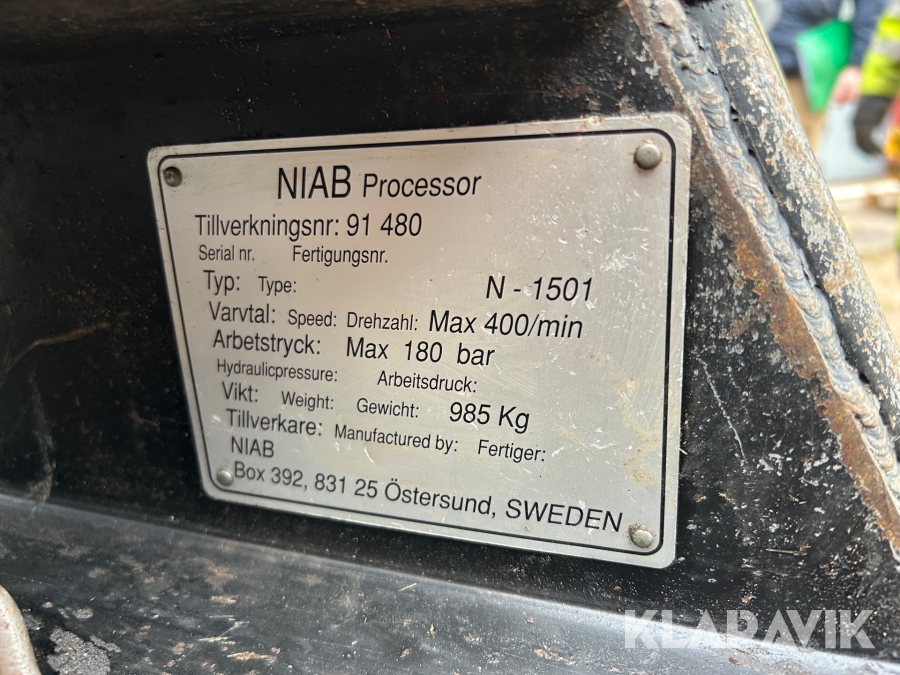 NIAB Processor
Tillverkningsnr: 91 480
Serial nr. Fertigungsnr.
Typ: Type: N - 1501
Varvtal: Speed: Drehzahl: Max 400/min
Arbetstryck: Max 180 bar
Hydraulicpressure: Arbeitsdruck:
Vikt: Weight: Gewicht: 985 Kg
Tillverkare: Manufactured by: Fertiger:
NIAB
Box 392, 831 25 Östersund, SWEDEN
KLARAVIK